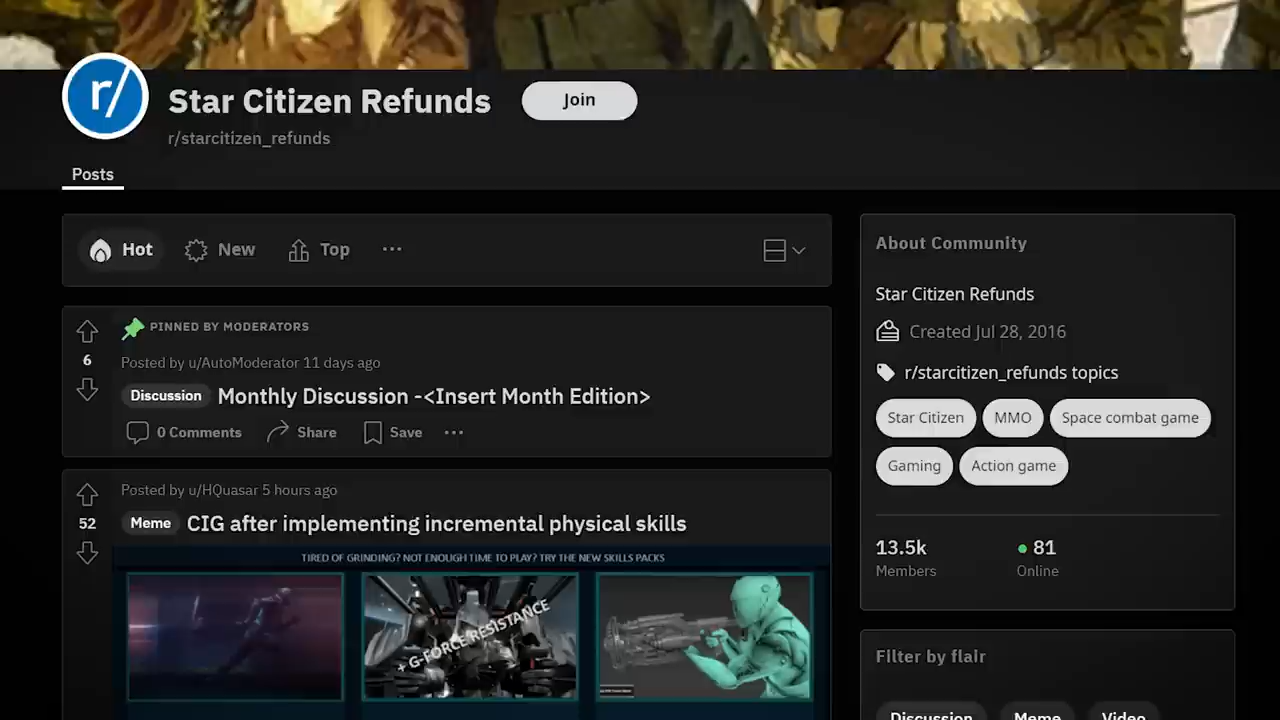 r/
Star Citizen Refunds
Join
r/starcitizen_refunds
Posts
Hot
New
Top
...
About Community
Star Citizen Refunds
Created Jul 28, 2016
r/starcitizen_refunds topics
Star Citizen
MMO
Space combat game
Gaming
Action game
13.5k
81
Members
Online
Filter by flair
Discussion
Meme
Video
PINNED BY MODERATORS
6
Posted by u/AutoModerator 11 days ago
Discussion
Monthly Discussion -<Insert Month Edition>
0 Comments
Share
Save
...
Posted by u/HQuasar 5 hours ago
52
Meme
CIG after implementing incremental physical skills
TIRED OF GRINDING? NOT ENOUGH TIME TO PLAY? TRY THE NEW SKILLS PACKS
+ G-FORCE RESISTANCE